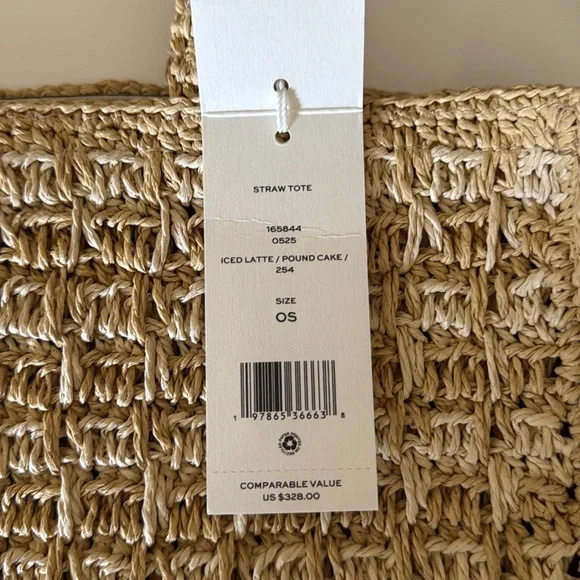 STRAW TOTE
165844
0525
ICED LATTE / POUND CAKE /
254
SIZE
OS
1 97865 36663 8
COMPARABLE VALUE
US $328.00